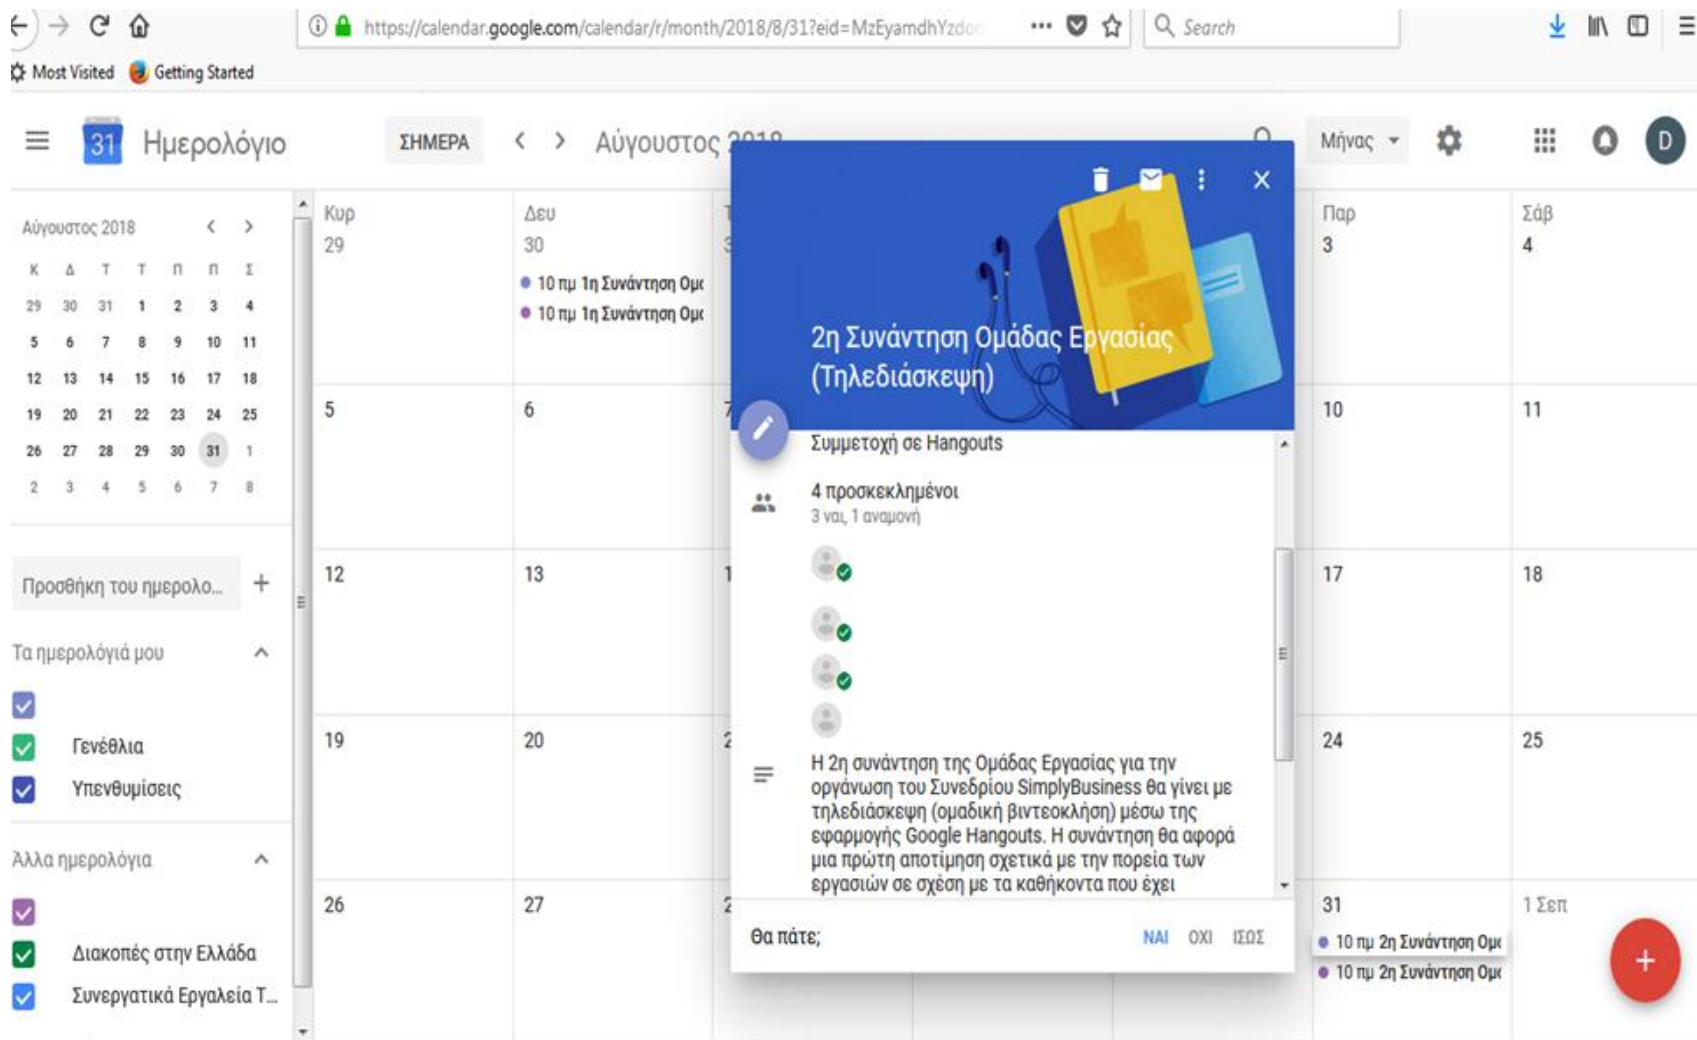 https://calendar.google.com/calendar/r/month/2018/8/31?eid=MzEyamdhYzdoc
Search
Most Visited
Getting Started
31
Ημερολόγιο
ΣΗΜΕΡΑ
Αύγουστος 2018
Μήνας
D
Αύγουστος 2018
Κ Δ Τ Τ Π Π Σ
29 30 31 1 2 3 4
5 6 7 8 9 10 11
12 13 14 15 16 17 18
19 20 21 22 23 24 25
26 27 28 29 30 31 1
2 3 4 5 6 7 8
Προσθήκη του ημερολο...
Τα ημερολόγιά μου
Γενέθλια
Υπενθυμίσεις
Άλλα ημερολόγια
Διακοπές στην Ελλάδα
Συνεργατικά Εργαλεία Τ...
Κυρ
29
Δευ
30
10 πμ 1η Συνάντηση Ομα
10 πμ 1η Συνάντηση Ομα
Παρ
3
Σάβ
4
5
6
10
11
12
13
17
18
19
20
24
25
26
27
31
10 πμ 2η Συνάντηση Ομα
10 πμ 2η Συνάντηση Ομα
1 Σεπ
2η Συνάντηση Ομάδας Εργασίας
(Τηλεδιάσκεψη)
Συμμετοχή σε Hangouts
4 προσκεκλημένοι
3 ναι, 1 αναμονή
Η 2η συνάντηση της Ομάδας Εργασίας για την
οργάνωση του Συνεδρίου SimplyBusiness θα γίνει με
τηλεδιάσκεψη (ομαδική βιντεοκλήση) μέσω της
εφαρμογής Google Hangouts. Η συνάντηση θα αφορά
μια πρώτη αποτίμηση σχετικά με την πορεία των
εργασιών σε σχέση με τα καθήκοντα που έχει
Θα πάτε;
ΝΑΙ ΟΧΙ ΙΣΩΣ